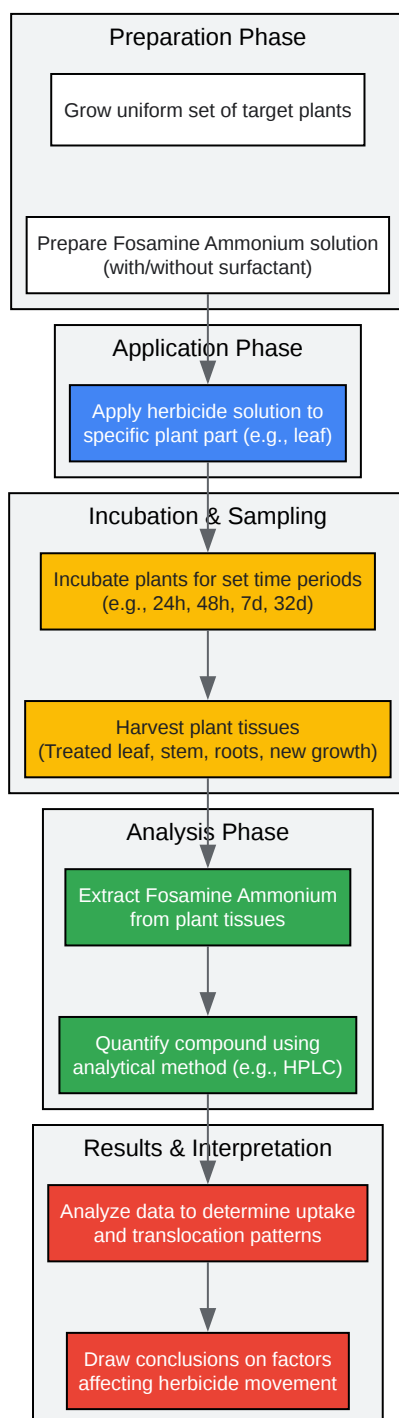 Preparation Phase
Grow uniform set of target plants
Prepare Fosamine Ammonium solution
(with/without surfactant)
Application Phase
Apply herbicide solution to
specific plant part (e.g., leaf)
Incubation & Sampling
Incubate plants for set time periods
(e.g., 24h, 48h, 7d, 32d)
Harvest plant tissues
(Treated leaf, stem, roots, new growth)
Analysis Phase
Extract Fosamine Ammonium
from plant tissues
Quantify compound using
analytical method (e.g., HPLC)
Results & Interpretation
Analyze data to determine uptake
and translocation patterns
Draw conclusions on factors
affecting herbicide movement